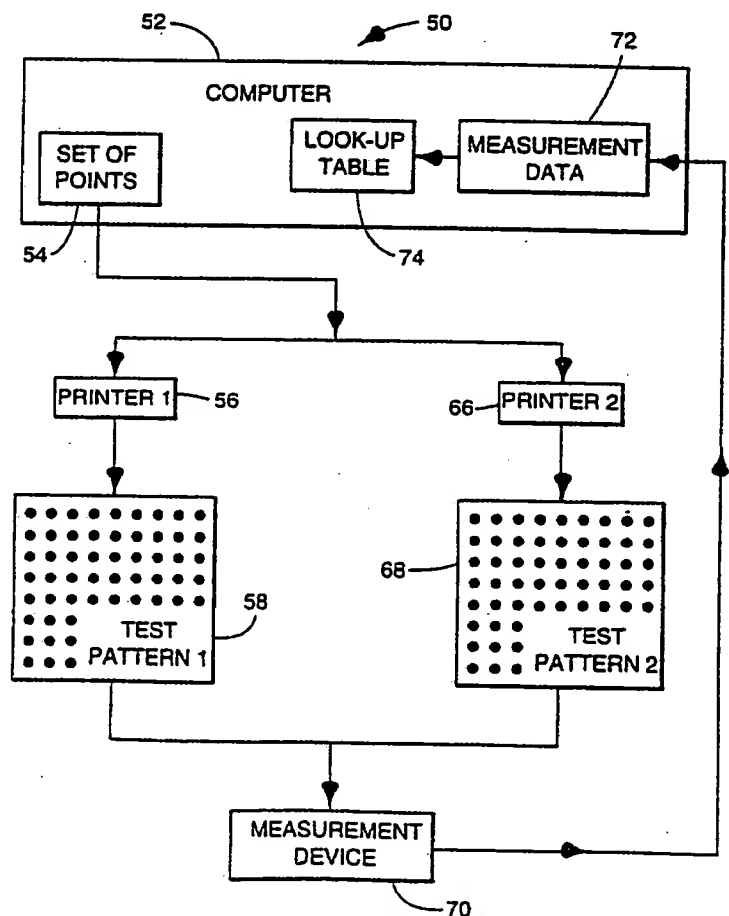 50
52
72
COMPUTER
SET OF
POINTS
LOOK-UP
TABLE
MEASUREMENT
DATA
54
74
PRINTER 1
56
66
PRINTER 2
68
58
TEST
PATTERN 1
TEST
PATTERN 2
MEASUREMENT
DEVICE
70